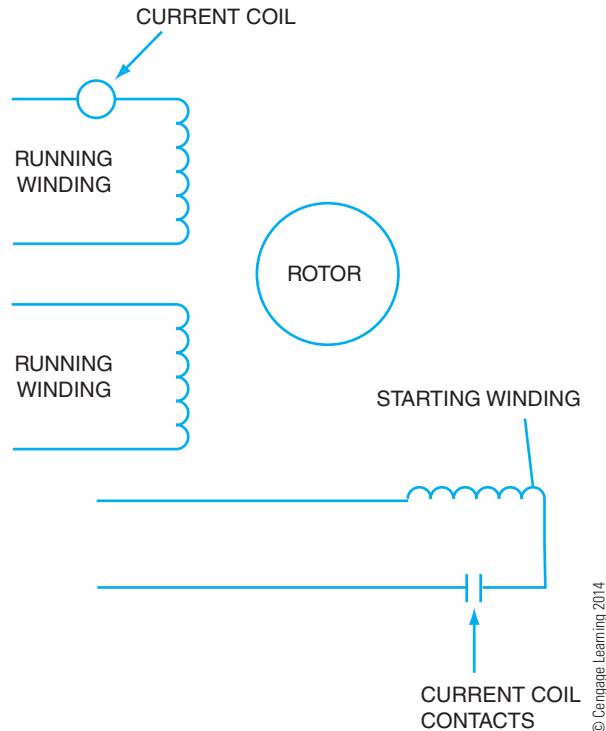 CURRENT COIL
RUNNING
WINDING
ROTOR
RUNNING
WINDING
STARTING WINDING
CURRENT COIL
CONTACTS
© Cengage Learning 2014